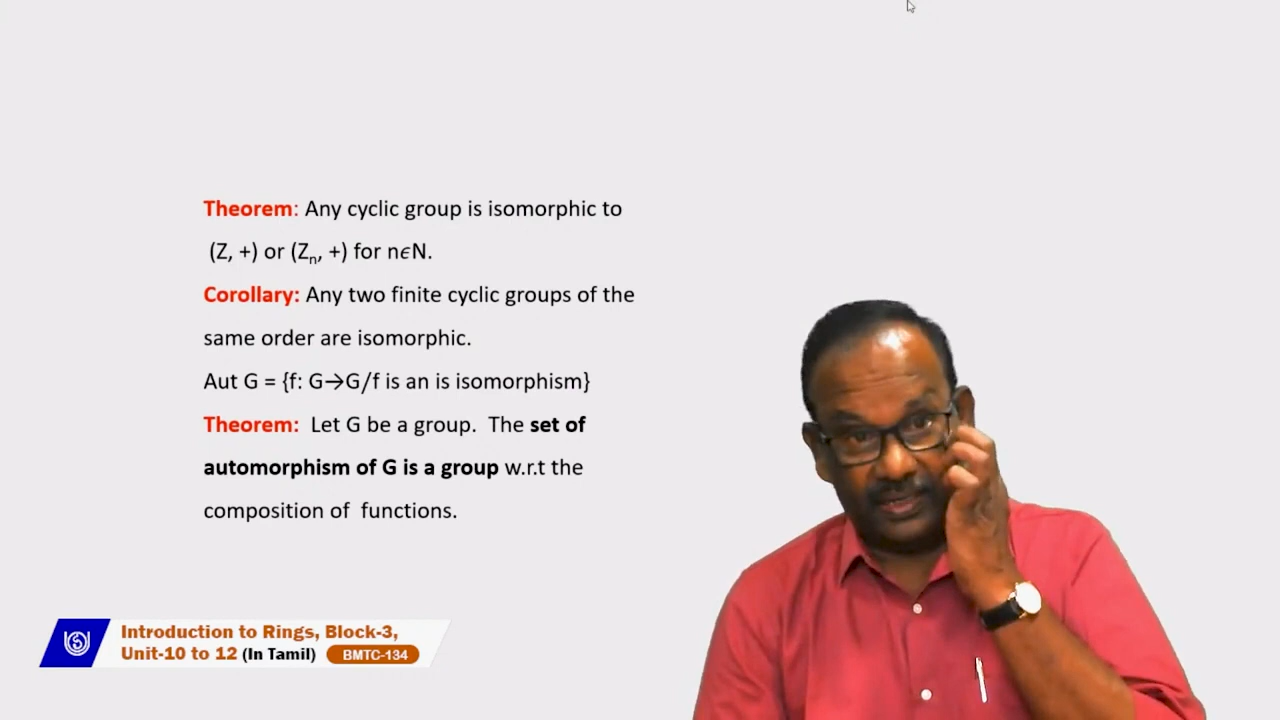 Theorem: Any cyclic group is isomorphic to
(Z, +) or (Zₙ, +) for nϵN.
Corollary: Any two finite cyclic groups of the
same order are isomorphic.
Aut G = {f: G→G/f is an is isomorphism}
Theorem: Let G be a group. The set of
automorphism of G is a group w.r.t the
composition of functions.
Introduction to Rings, Block-3,
Unit-10 to 12 (In Tamil) BMTC-134